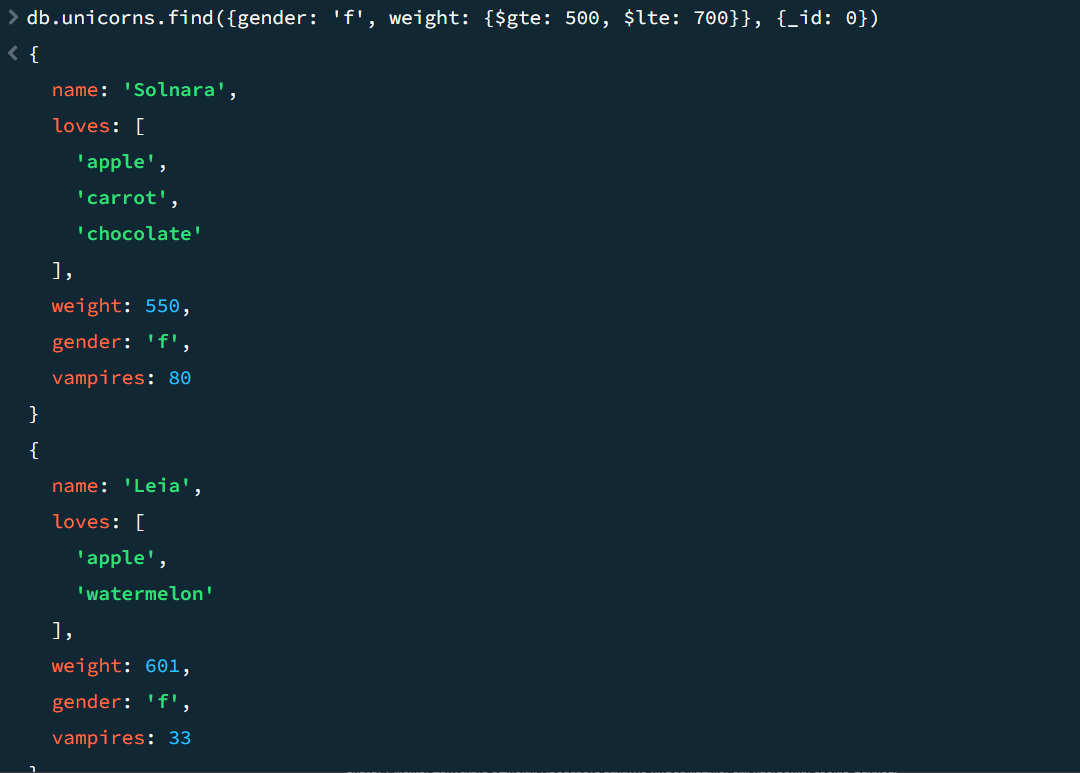 > db.unicorns.find({gender: 'f', weight: {$gte: 500, $lte: 700}}, {_id: 0})
< {
name: 'Solnara',
loves: [
'apple',
'carrot',
'chocolate'
],
weight: 550,
gender: 'f',
vampires: 80
}
{
name: 'Leia',
loves: [
'apple',
'watermelon'
],
weight: 601,
gender: 'f',
vampires: 33
}